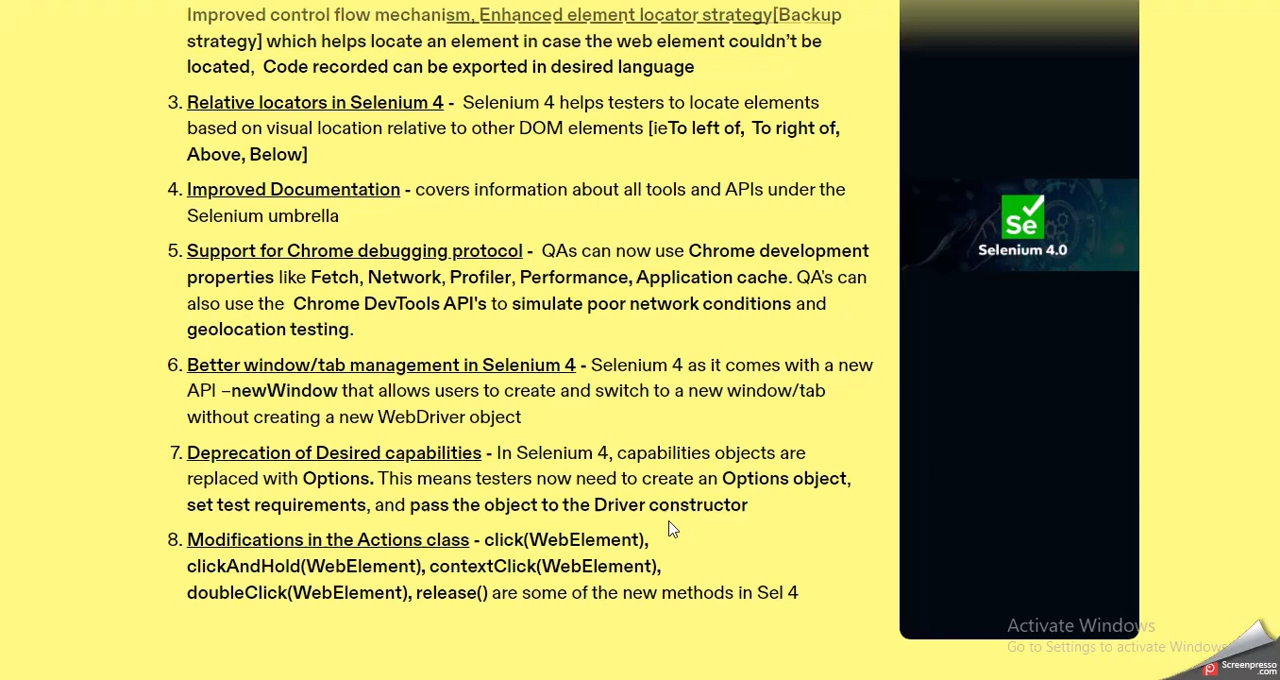 Improved control flow mechanism, Enhanced element locator strategy[Backup
strategy] which helps locate an element in case the web element couldn’t be
located,  Code recorded can be exported in desired language
3. Relative locators in Selenium 4 -  Selenium 4 helps testers to locate elements
based on visual location relative to other DOM elements [ieTo left of,  To right of,
Above, Below]
4. Improved Documentation - covers information about all tools and APIs under the
Selenium umbrella
5. Support for Chrome debugging protocol -  QAs can now use Chrome development
properties like Fetch, Network, Profiler, Performance, Application cache. QA's can
also use the  Chrome DevTools API's to simulate poor network conditions and
geolocation testing.
6. Better window/tab management in Selenium 4 - Selenium 4 as it comes with a new
API –newWindow that allows users to create and switch to a new window/tab
without creating a new WebDriver object
7. Deprecation of Desired capabilities - In Selenium 4, capabilities objects are
replaced with Options. This means testers now need to create an Options object,
set test requirements, and pass the object to the Driver constructor
8. Modifications in the Actions class - click(WebElement),
clickAndHold(WebElement), contextClick(WebElement),
doubleClick(WebElement), release() are some of the new methods in Sel 4
Se
Selenium 4.0
Activate Windows
Go to Settings to activate Windows
Screenpresso
.com